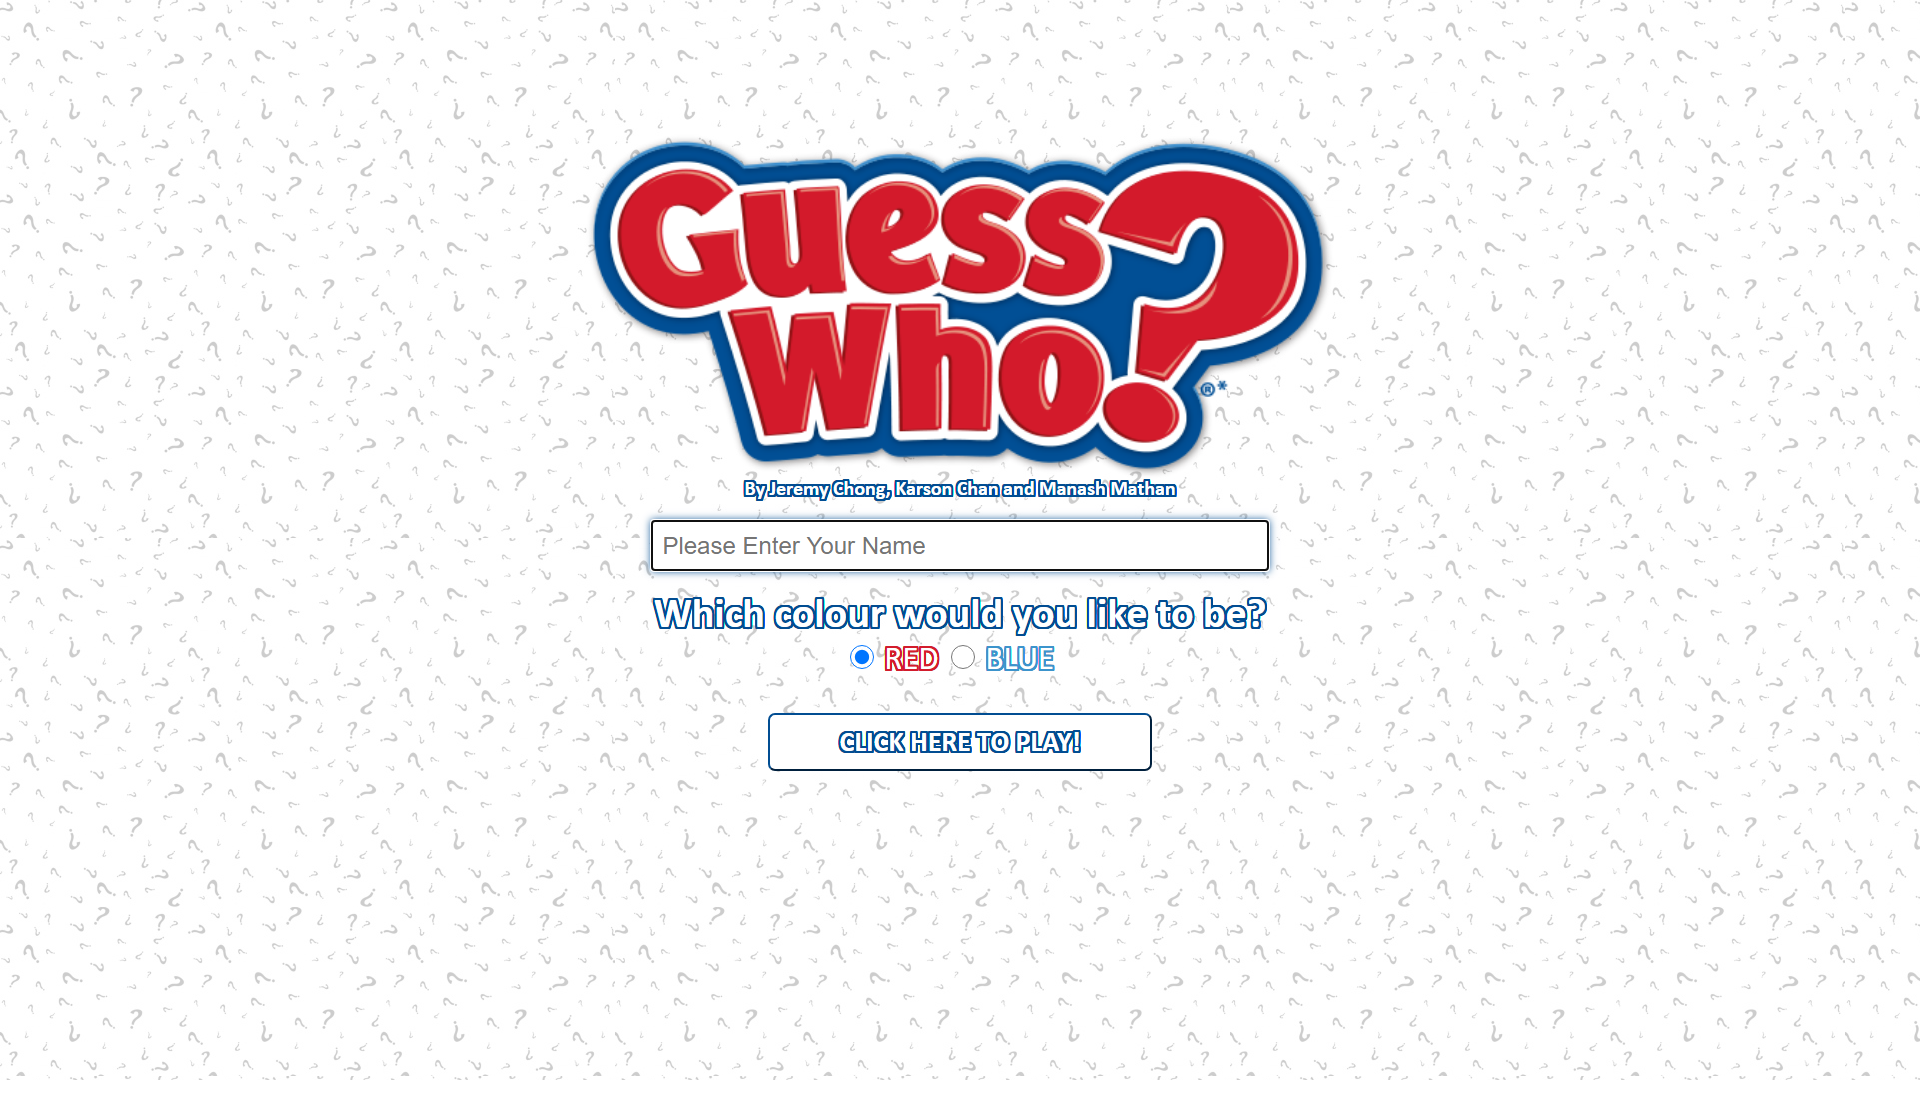 Guess
Who?
®*
By Jeremy Chong, Karson Chan and Manash Mathan
Please Enter Your Name
Which colour would you like to be?
RED BLUE
CLICK HERE TO PLAY!